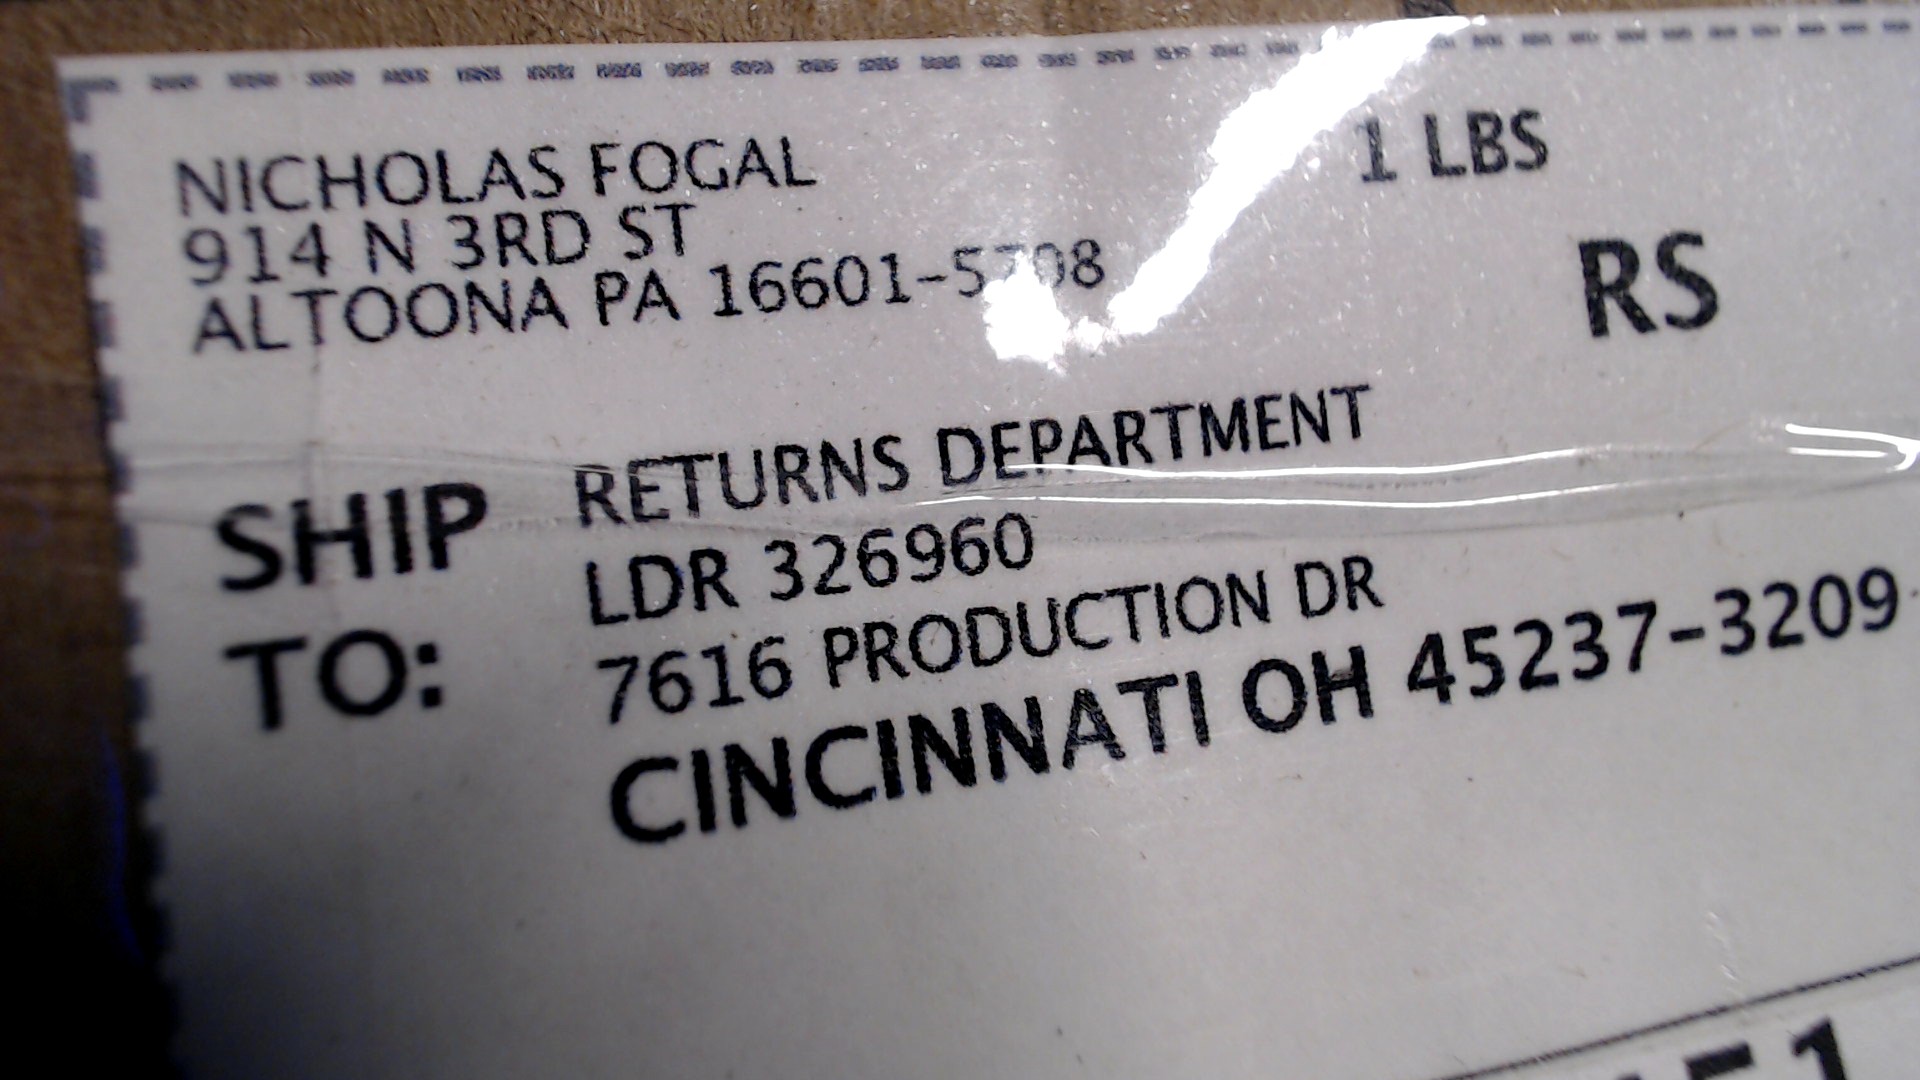 NICHOLAS FOGAL
914 N 3RD ST
ALTOONA PA
1 LBS
RS
SHIP TO:
RETURNS DEPARTMENT
LDR 326960
7616 PRODUCTION DR
CINCINNATI OH 45237-3209